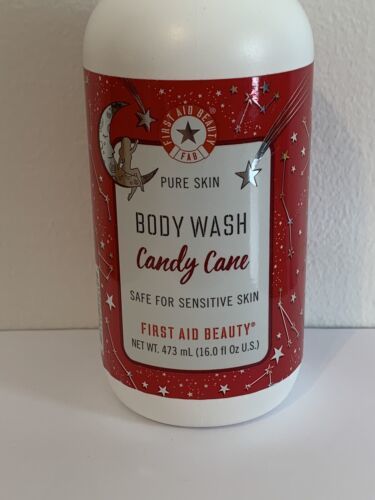 FIRST AID BEAUTY
FAB
PURE SKIN
BODY WASH
Candy Cane
SAFE FOR SENSITIVE SKIN
FIRST AID BEAUTY®
NET WT. 473 mL (16.0 fl Oz U.S.)